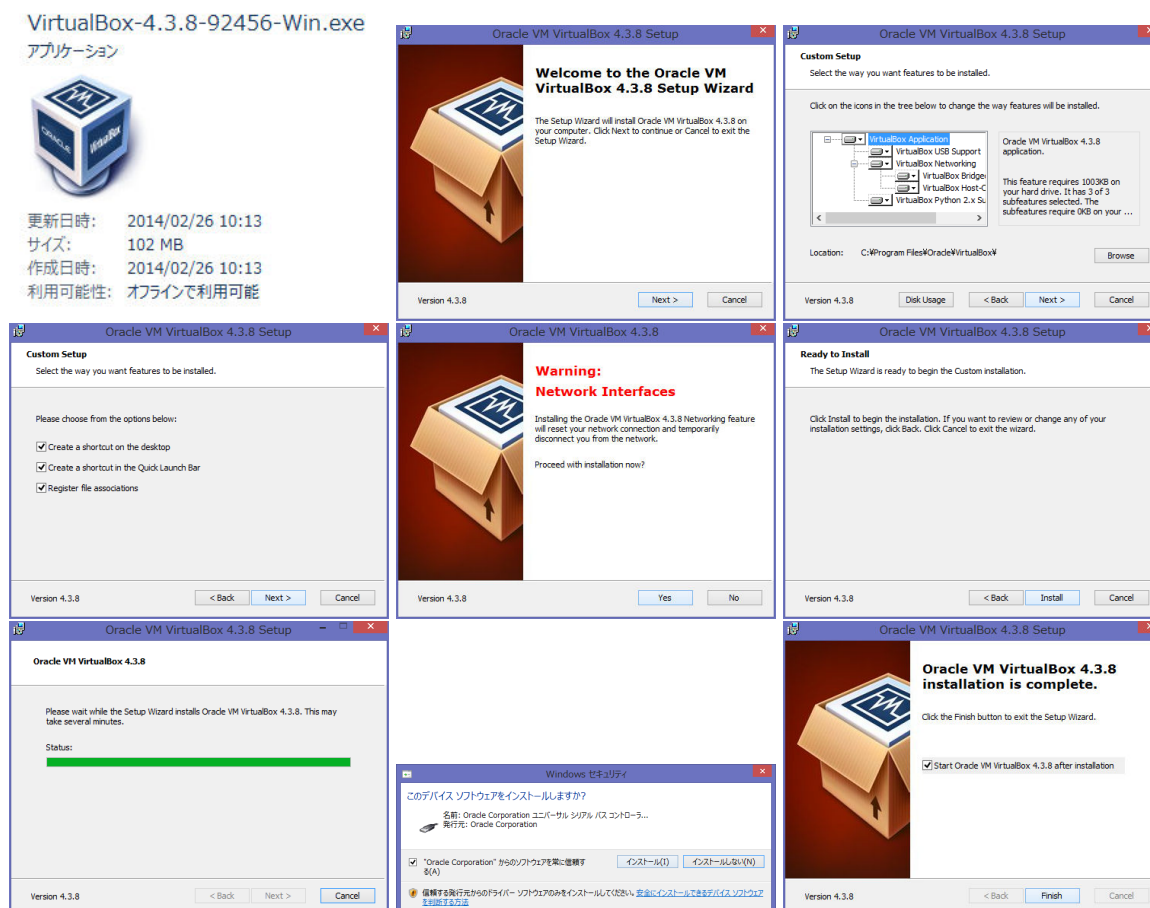 VirtualBox-4.3.8-92456-Win.exe
アプリケーション
ORACLE
VirtualBox
更新日時: 2014/02/26 10:13
サイズ: 102 MB
作成日時: 2014/02/26 10:13
利用可能性: オフラインで利用可能
Oracle VM VirtualBox 4.3.8 Setup
Welcome to the Oracle VM
VirtualBox 4.3.8 Setup Wizard
The Setup Wizard will install Oracle VM VirtualBox 4.3.8 on
your computer. Click Next to continue or Cancel to exit the
Setup Wizard.
Version 4.3.8
Next >
Cancel
Oracle VM VirtualBox 4.3.8 Setup
Custom Setup
Select the way you want features to be installed.
Click on the icons in the tree below to change the way features will be installed.
VirtualBox Application
VirtualBox USB Support
VirtualBox Networking
VirtualBox Bridge
VirtualBox Host-C
VirtualBox Python 2.x Su
Oracle VM VirtualBox 4.3.8
application.
This feature requires 1003KB on
your hard drive. It has 3 of 3
subfeatures selected. The
subfeatures require 0KB on your ...
Location: C:¥Program Files¥Oracle¥VirtualBox¥
Browse
Version 4.3.8
Disk Usage
< Back
Next >
Cancel
Oracle VM VirtualBox 4.3.8 Setup
Custom Setup
Select the way you want features to be installed.
Please choose from the options below:
Create a shortcut on the desktop
Create a shortcut in the Quick Launch Bar
Register file associations
Version 4.3.8
< Back
Next >
Cancel
Oracle VM VirtualBox 4.3.8
Warning:
Network Interfaces
Installing the Oracle VM VirtualBox 4.3.8 Networking feature
will reset your network connection and temporarily
disconnect you from the network.
Proceed with installation now?
Version 4.3.8
Yes
No
Oracle VM VirtualBox 4.3.8 Setup
Ready to Install
The Setup Wizard is ready to begin the Custom installation.
Click Install to begin the installation. If you want to review or change any of your
installation settings, click Back. Click Cancel to exit the wizard.
Version 4.3.8
< Back
Install
Cancel
Oracle VM VirtualBox 4.3.8 Setup
Oracle VM VirtualBox 4.3.8
Please wait while the Setup Wizard installs Oracle VM VirtualBox 4.3.8. This may
take several minutes.
Status:
Version 4.3.8
< Back
Next >
Cancel
Windows セキュリティ
このデバイス ソフトウェアをインストールしますか?
名前: Oracle Corporation ユニバーサル シリアル バス コントローラ...
発行元: Oracle Corporation
"Oracle Corporation" からのソフトウェアを常に信頼す
る(A)
インストール(I)
インストールしない(N)
信頼する発行元からのドライバー ソフトウェアのみをインストールしてください。安全にインストールできるデバイス ソフトウェア
を判断する方法
Oracle VM VirtualBox 4.3.8 Setup
Oracle VM VirtualBox 4.3.8
installation is complete.
Click the Finish button to exit the Setup Wizard.
Start Oracle VM VirtualBox 4.3.8 after installation
Version 4.3.8
< Back
Finish
Cancel